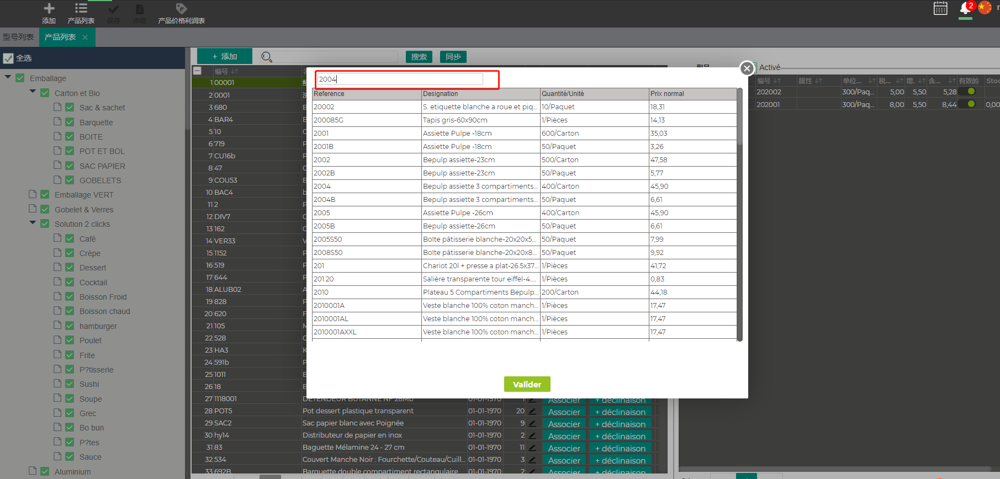 2
添加 产品列表 保存 详细 产品价格利润表
型号列表 产品列表
全选
Emballage
Carton et Bio
Sac & sachet
Barquette
BOITE
POT ET BOL
SAC PAPIER
GOBELETS
Emballage VERT
Gobelet & Verres
Solution 2 clicks
Café
Crèpe
Dessert
Cocktail
Boisson Froid
Boisson chaud
hamburger
Poulet
Frite
P?tisserie
Sushi
Soupe
Grec
Bo bun
P?tes
Sauce
Aluminium
+ 添加 搜索 同步
编号
1 00001
2 0001
3 680
4 BAR4
5 10
6 719
7 CU16b
8 47
9 COU53
10 BAC4
11 2
12 DIV7
13 162
14 VER33
15 1152
16 519
17 644
18 ALUB02
19 828
20 620
21 105
22 528
23 HA3
24 591b
25 1011
26 18
27 1118001 DETENDEUR BUTANNE NF 28Mb 01-01-1970 1 Associer + déclinaison
28 POT5 Pot dessert plastique transparent 01-01-1970 20 Associer + déclinaison
29 SAC2 Sac papier blanc avec Poignée 01-01-1970 9 Associer + déclinaison
30 hy14 Distributeur de papier en inox 01-01-1970 2 Associer + déclinaison
31 83 Baguette Mélamine 24 - 27 cm 01-01-1970 11 Associer + déclinaison
32 534 Couvert Manche Noir : Fourchette/Couteau/Cuill... 01-01-1970 3 Associer + déclinaison
33 692B Barquette double compartiment rectangulaire 01-01-1970 2 Associer + déclinaison
2004
Reference Designation Quantité/Unité Prix normal
20002 S. etiquette blanche a roue et piq... 10/Paquet 18,31
200085G Tapis gris-60x90cm 1/Pièces 14,13
2001 Assiette Pulpe -18cm 600/Carton 35,03
2001B Assiette Pulpe -18cm 50/Paquet 3,26
2002 Bepulp assiette-23cm 500/Carton 47,58
2002B Bepulp assiette-23cm 50/Paquet 5,77
2004 Bepulp assiette 3 compartiments... 400/Carton 45,90
2004B Bepulp assiette 3 compartiments... 50/Paquet 6,61
2005 Assiette Pulpe -26cm 400/Carton 45,90
2005B Bepulp assiette-26cm 50/Paquet 6,61
2005S50 Boîte pâtisserie blanche-20x20x5... 50/Paquet 7,99
2008S50 Boîte pâtisserie blanche-20x20x8... 50/Paquet 9,92
201 Chariot 20l + presse a plat-26.5x37... 1/Pièces 41,72
201.20 Salière transparente tour eiffel-4.... 1/Pièces 0,83
2010 Plateau 5 Compartiments Bepulp... 200/Carton 44,18
2010001A Veste blanche 100% coton manch... 1/Pièces 17,47
2010001AL Veste blanche 100% coton manch... 1/Pièces 17,47
2010001AXXL Veste blanche 100% coton manch... 1/Pièces 17,47
Valider
型号 Activé
编号 属性 单位... 税... 增. 含... 有效的 Stoc
202002 300/Paq... 5,00 5,50 5,28
202001 300/Paq... 8,00 5,50 8,44 0,00